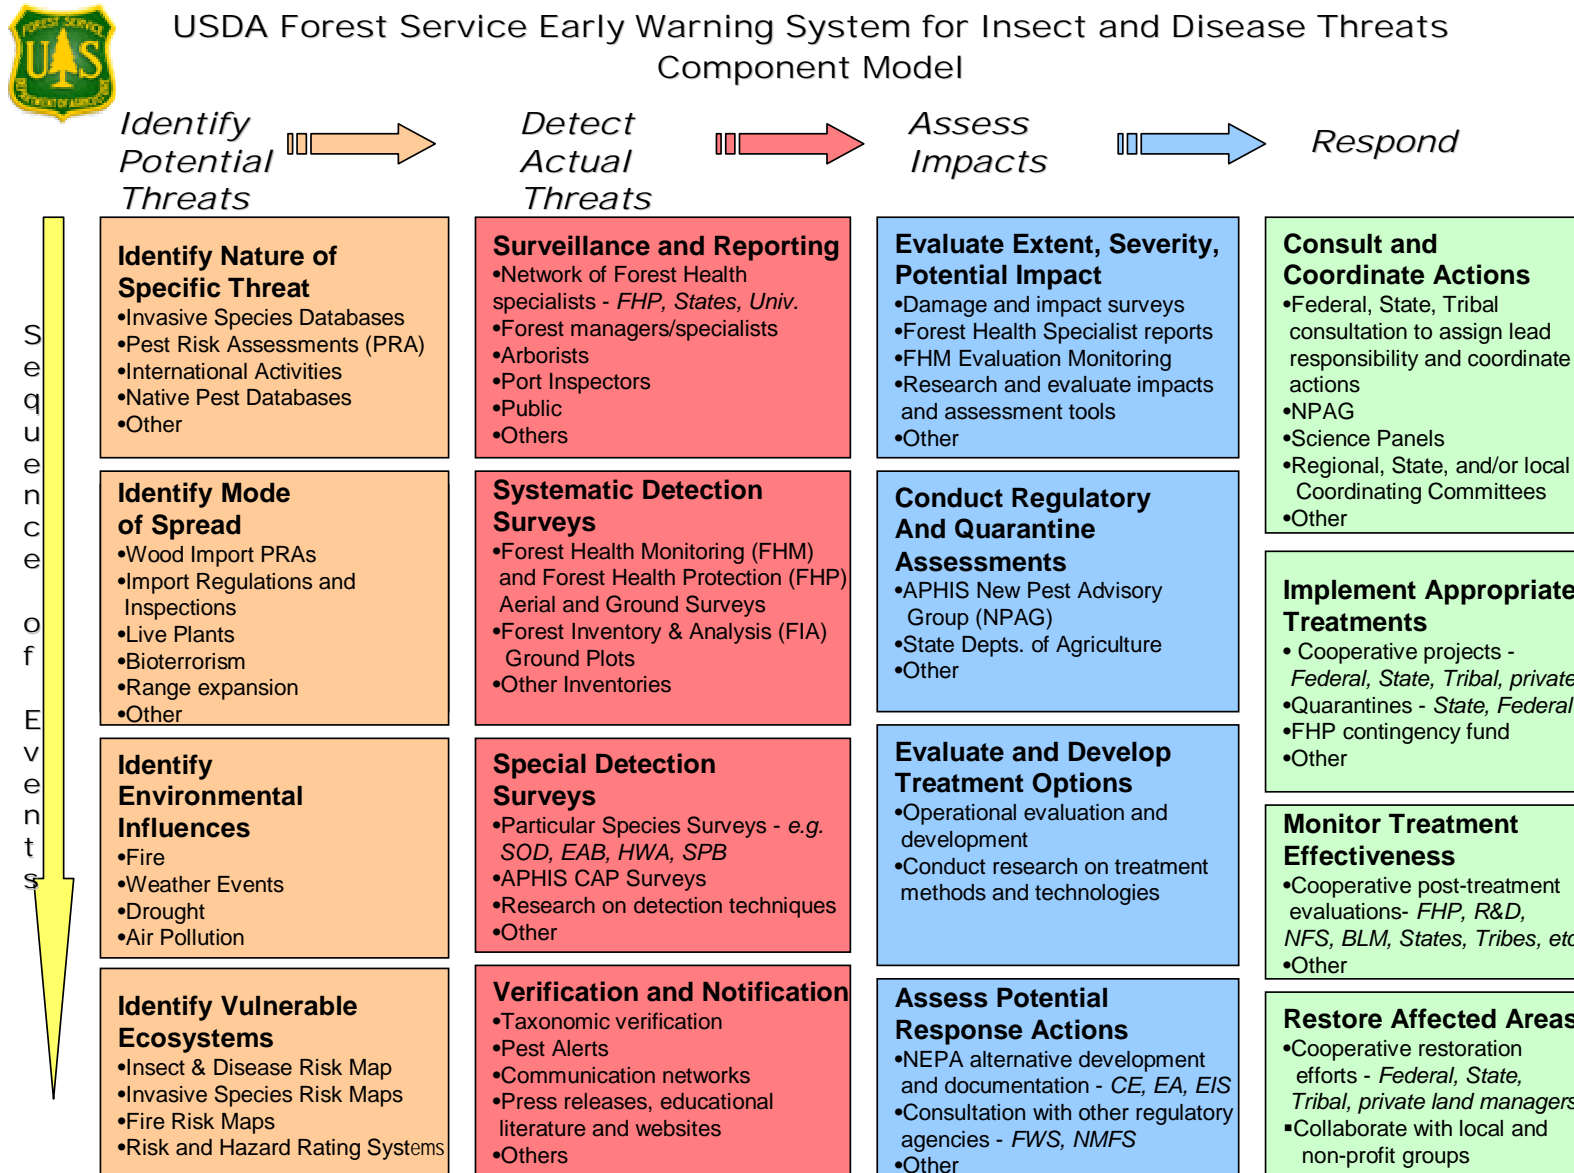 USDA Forest Service Early Warning System for Insect and Disease Threats
Component Model
FOREST SERVICE
U S
DEPARTMENT OF AGRICULTURE
Identify
Potential
Threats
Detect
Actual
Threats
Assess
Impacts
Respond
Sequence of Events
Identify Nature of
Specific Threat
•Invasive Species Databases
•Pest Risk Assessments (PRA)
•International Activities
•Native Pest Databases
•Other
Identify Mode
of Spread
•Wood Import PRAs
•Import Regulations and
Inspections
•Live Plants
•Bioterrorism
•Range expansion
•Other
Identify
Environmental
Influences
•Fire
•Weather Events
•Drought
•Air Pollution
Identify Vulnerable
Ecosystems
•Insect & Disease Risk Map
•Invasive Species Risk Maps
•Fire Risk Maps
•Risk and Hazard Rating Systems
Surveillance and Reporting
•Network of Forest Health
specialists - FHP, States, Univ.
•Forest managers/specialists
•Arborists
•Port Inspectors
•Public
•Others
Systematic Detection
Surveys
•Forest Health Monitoring (FHM)
and Forest Health Protection (FHP)
Aerial and Ground Surveys
•Forest Inventory & Analysis (FIA)
Ground Plots
•Other Inventories
Special Detection
Surveys
•Particular Species Surveys - e.g.
SOD, EAB, HWA, SPB
•APHIS CAP Surveys
•Research on detection techniques
•Other
Verification and Notification
•Taxonomic verification
•Pest Alerts
•Communication networks
•Press releases, educational
literature and websites
•Others
Evaluate Extent, Severity,
Potential Impact
•Damage and impact surveys
•Forest Health Specialist reports
•FHM Evaluation Monitoring
•Research and evaluate impacts
and assessment tools
•Other
Conduct Regulatory
And Quarantine
Assessments
•APHIS New Pest Advisory
Group (NPAG)
•State Depts. of Agriculture
•Other
Evaluate and Develop
Treatment Options
•Operational evaluation and
development
•Conduct research on treatment
methods and technologies
Assess Potential
Response Actions
•NEPA alternative development
and documentation - CE, EA, EIS
•Consultation with other regulatory
agencies - FWS, NMFS
•Other
Consult and
Coordinate Actions
•Federal, State, Tribal
consultation to assign lead
responsibility and coordinate
actions
•NPAG
•Science Panels
•Regional, State, and/or local
Coordinating Committees
•Other
Implement Appropriate
Treatments
• Cooperative projects -
Federal, State, Tribal, private
•Quarantines - State, Federal
•FHP contingency fund
•Other
Monitor Treatment
Effectiveness
•Cooperative post-treatment
evaluations- FHP, R&D,
NFS, BLM, States, Tribes, etc
•Other
Restore Affected Areas
•Cooperative restoration
efforts - Federal, State,
Tribal, private land managers
▪Collaborate with local and
non-profit groups